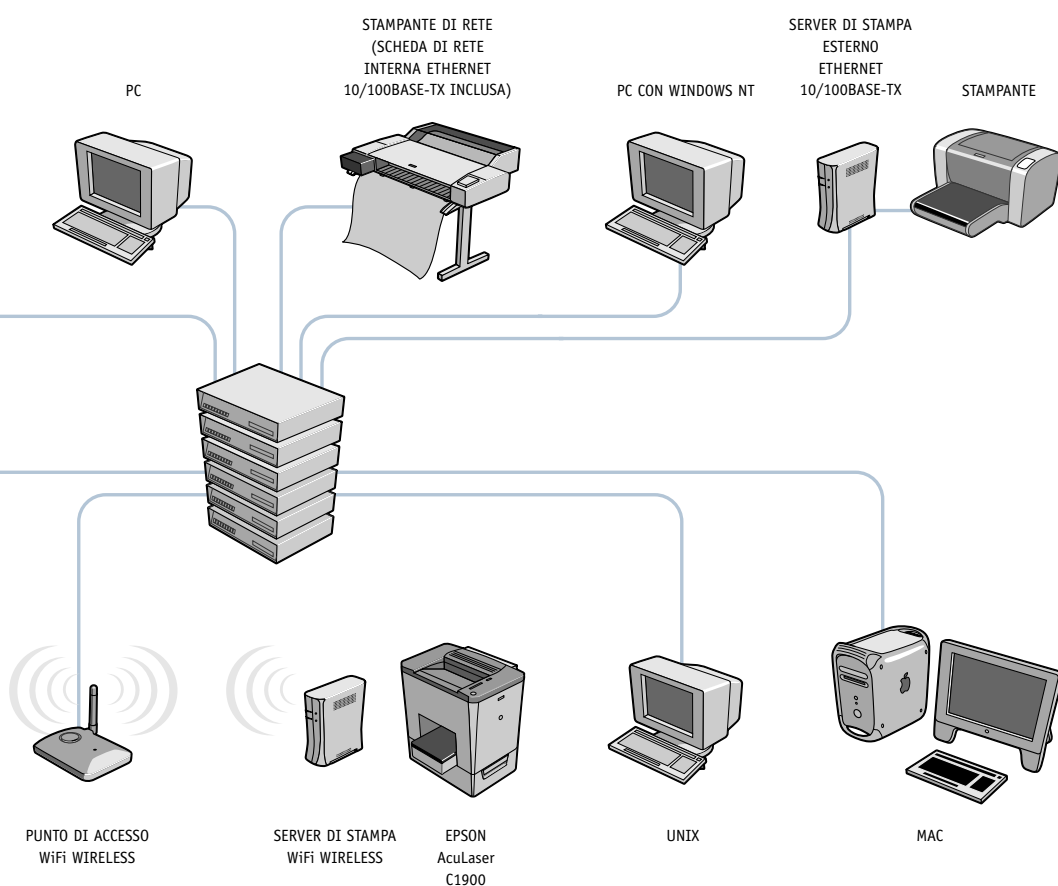 PC
STAMPANTE DI RETE
(SCHEDA DI RETE
INTERNA ETHERNET
10/100BASE-TX INCLUSA)
PC CON WINDOWS NT
SERVER DI STAMPA
ESTERNO
ETHERNET
10/100BASE-TX
STAMPANTE
PUNTO DI ACCESSO
WiFi WIRELESS
SERVER DI STAMPA
WiFi WIRELESS
EPSON
AcuLaser
C1900
UNIX
MAC